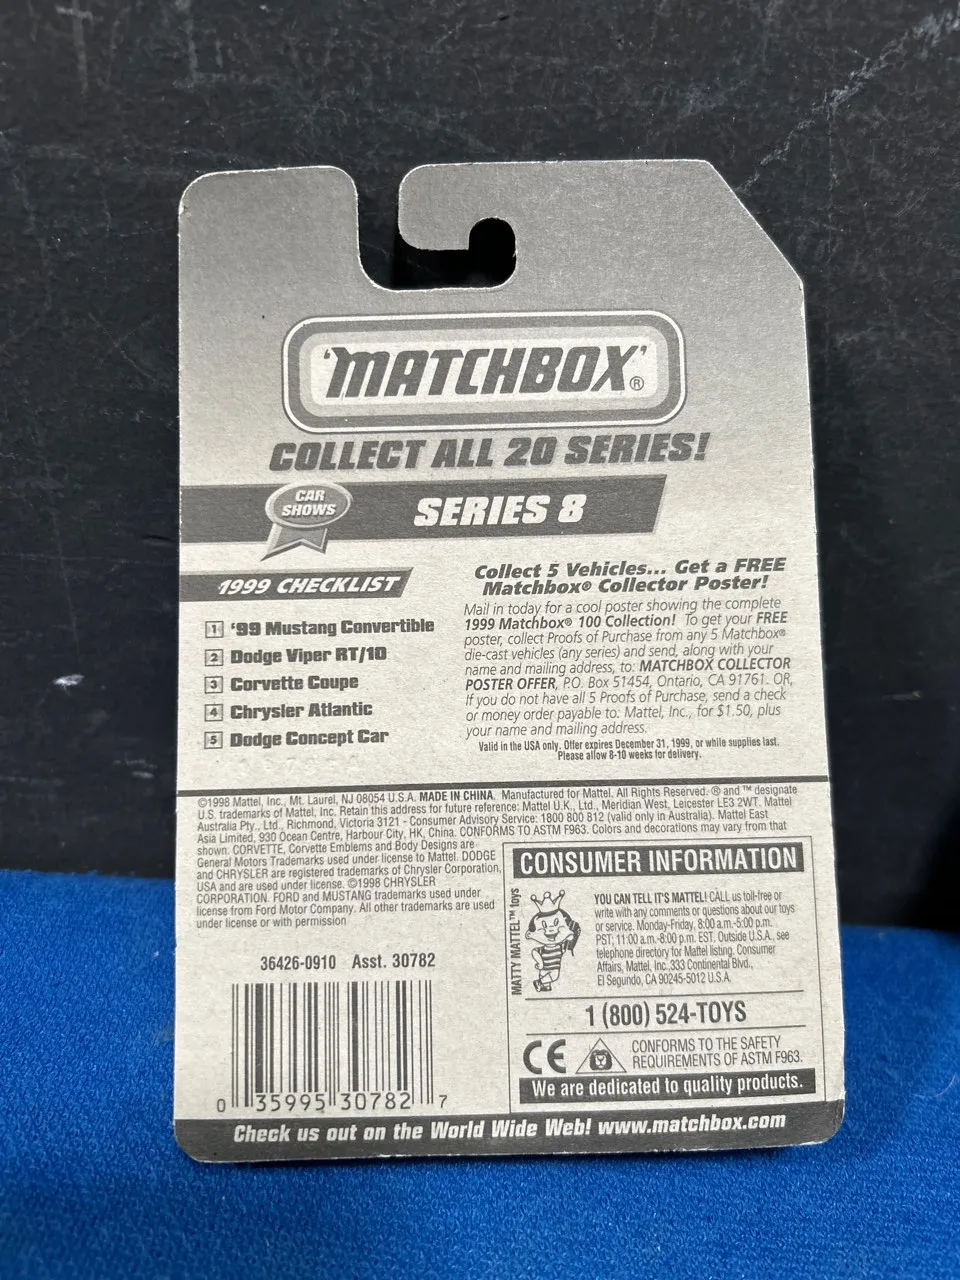 'MATCHBOX' ®
COLLECT ALL 20 SERIES!
CAR
SHOWS
SERIES 8
1999 CHECKLIST
1 '99 Mustang Convertible
2 Dodge Viper RT/10
3 Corvette Coupe
4 Chrysler Atlantic
5 Dodge Concept Car
Collect 5 Vehicles... Get a FREE
Matchbox® Collector Poster!
Mail in today for a cool poster showing the complete
1999 Matchbox® 100 Collection! To get your FREE
poster, collect Proofs of Purchase from any 5 Matchbox®
die-cast vehicles (any series) and send, along with your
name and mailing address, to: MATCHBOX COLLECTOR
POSTER OFFER, P.O. Box 51454, Ontario, CA 91761. OR,
If you do not have all 5 Proofs of Purchase, send a check
or money order payable to: Mattel, Inc., for $1.50, plus
your name and mailing address.
Valid in the USA only. Offer expires December 31, 1999, or while supplies last.
Please allow 8-10 weeks for delivery.
©1998 Mattel, Inc., Mt. Laurel, NJ 08054 U.S.A. MADE IN CHINA. Manufactured for Mattel. All Rights Reserved. ® and ™ designate
U.S. trademarks of Mattel, Inc. Retain this address for future reference: Mattel U.K., Ltd., Meridian West, Leicester LE3 2WT. Mattel
Australia Pty., Ltd., Richmond, Victoria 3121 - Consumer Advisory Service: 1800 800 812 (valid only in Australia). Mattel East
Asia Limited, 930 Ocean Centre, Harbour City, HK, China. CONFORMS TO ASTM F963. Colors and decorations may vary from that
shown. CORVETTE, Corvette Emblems and Body Designs are
General Motors Trademarks used under license to Mattel. DODGE
and CHRYSLER are registered trademarks of Chrysler Corporation,
USA and are used under license. ©1998 CHRYSLER
CORPORATION. FORD and MUSTANG trademarks used under
license from Ford Motor Company. All other trademarks are used
under license or with permission
36426-0910 Asst. 30782
0 35995 30782 7
CONSUMER INFORMATION
MATTY MATTEL™ toys
YOU CAN TELL IT'S MATTEL! CALL us toll-free or
write with any comments or questions about our toys
or service. Monday-Friday, 8:00 a.m.-5:00 p.m.
PST; 11:00 a.m.-8:00 p.m. EST. Outside U.S.A., see
telephone directory for Mattel listing. Consumer
Affairs, Mattel, Inc.,333 Continental Blvd.,
El Segundo, CA 90245-5012 U.S.A.
1 (800) 524-TOYS
CE
CONFORMS TO THE SAFETY
REQUIREMENTS OF ASTM F963.
We are dedicated to quality products.
Check us out on the World Wide Web! www.matchbox.com